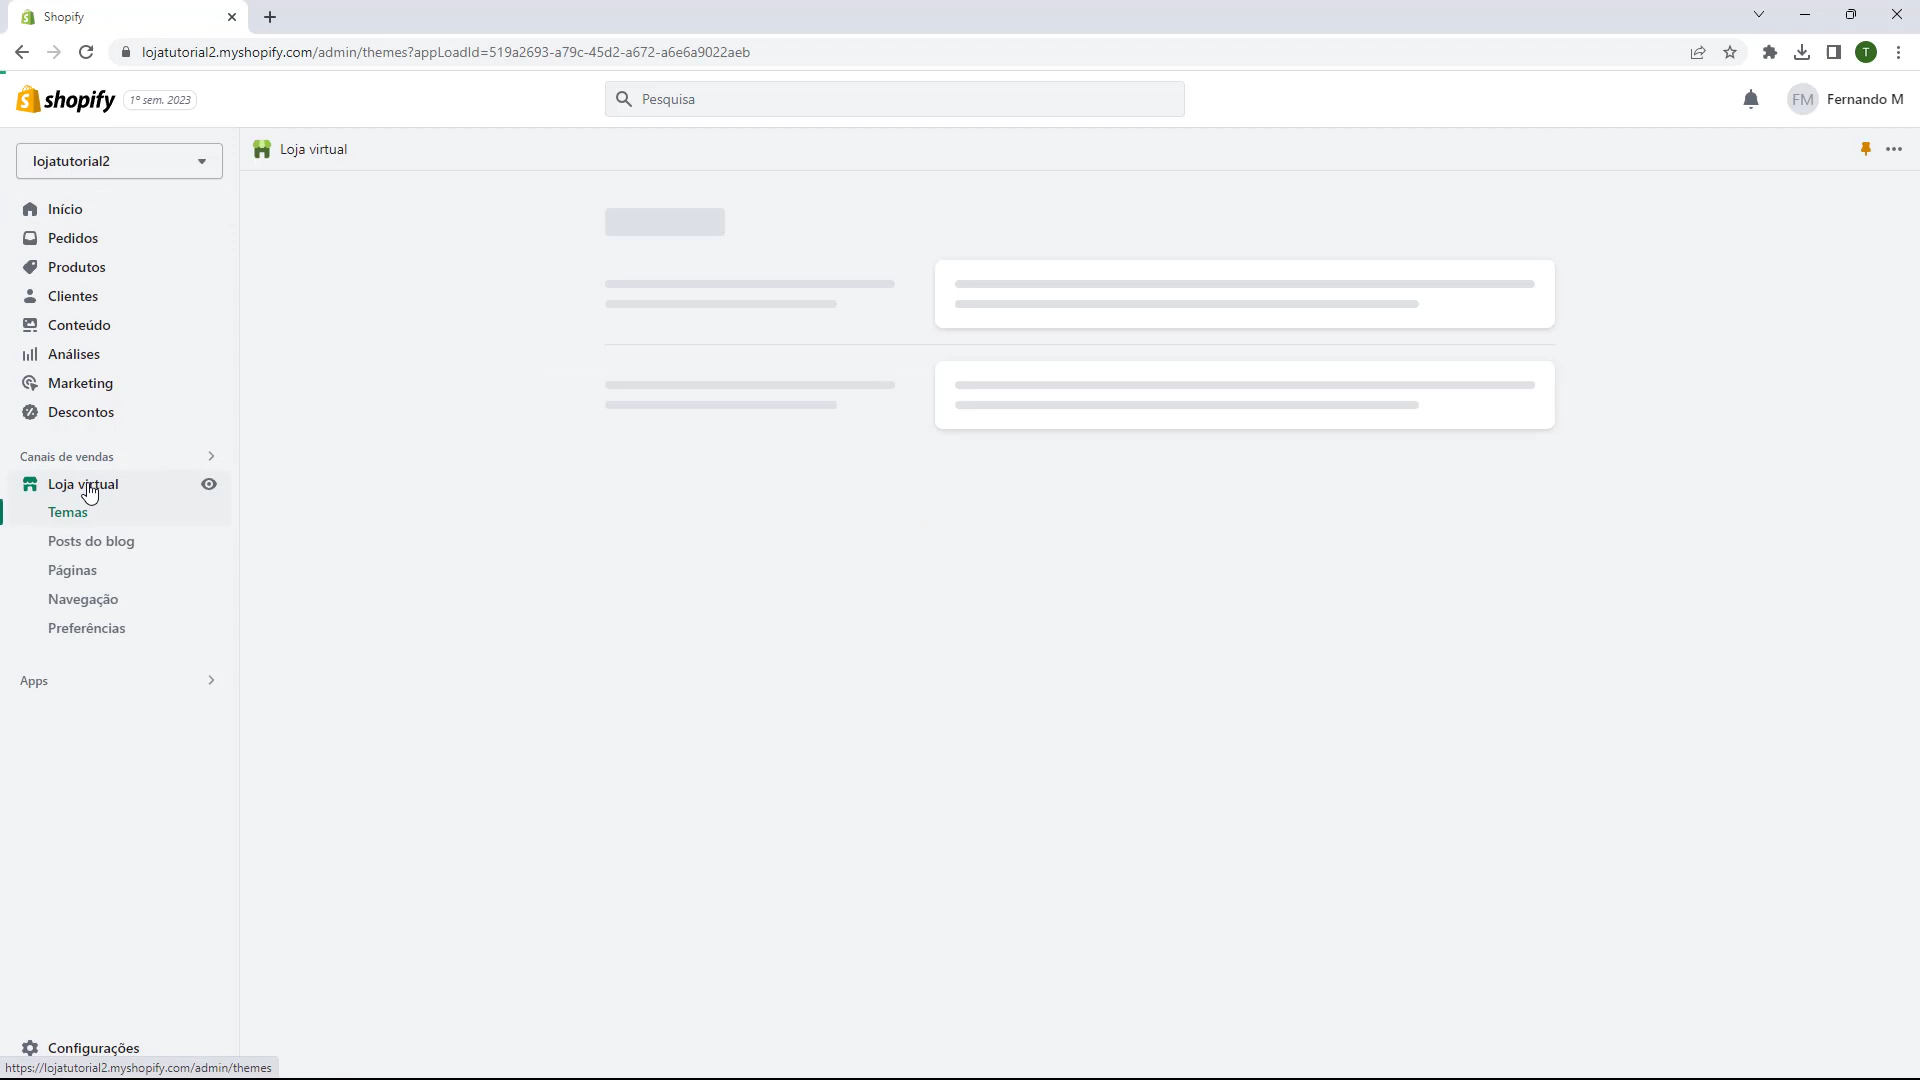 Shopify
lojatutorial2.myshopify.com/admin/themes?appLoadId=519a2693-a79c-45d2-a672-a6e6a9022aeb
T
shopify
1º sem. 2023
Pesquisa
FM
Fernando M
lojatutorial2
Loja virtual
Início
Pedidos
Produtos
Clientes
Conteúdo
Análises
Marketing
Descontos
Canais de vendas
Loja virtual
Temas
Posts do blog
Páginas
Navegação
Preferências
Apps
Configurações
https://lojatutorial2.myshopify.com/admin/themes